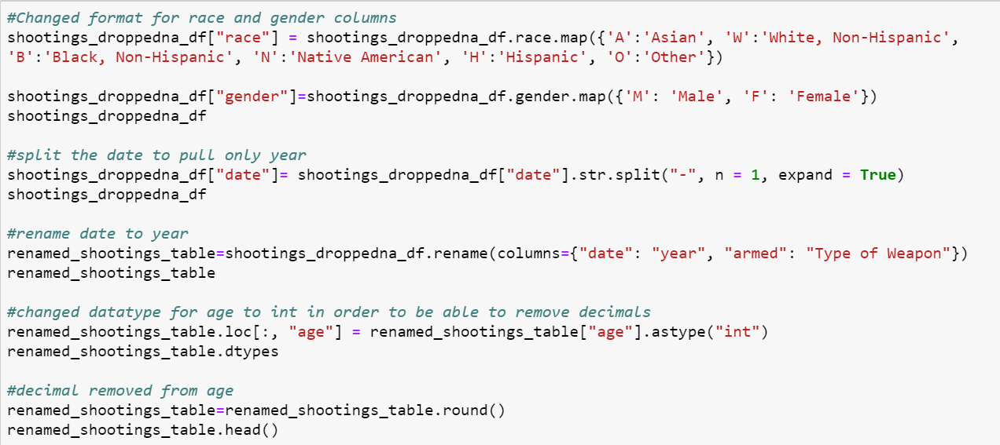 #Changed format for race and gender columns
shootings_droppedna_df["race"] = shootings_droppedna_df.race.map({'A':'Asian', 'W':'White, Non-Hispanic',
'B':'Black, Non-Hispanic', 'N':'Native American', 'H':'Hispanic', 'O':'Other'})
shootings_droppedna_df["gender"]=shootings_droppedna_df.gender.map({'M': 'Male', 'F': 'Female'})
shootings_droppedna_df
#split the date to pull only year
shootings_droppedna_df["date"]= shootings_droppedna_df["date"].str.split("-", n = 1, expand = True)
shootings_droppedna_df
#rename date to year
renamed_shootings_table=shootings_droppedna_df.rename(columns={"date": "year", "armed": "Type of Weapon"})
renamed_shootings_table
#changed datatype for age to int in order to be able to remove decimals
renamed_shootings_table.loc[:, "age"] = renamed_shootings_table["age"].astype("int")
renamed_shootings_table.dtypes
#decimal removed from age
renamed_shootings_table=renamed_shootings_table.round()
renamed_shootings_table.head()